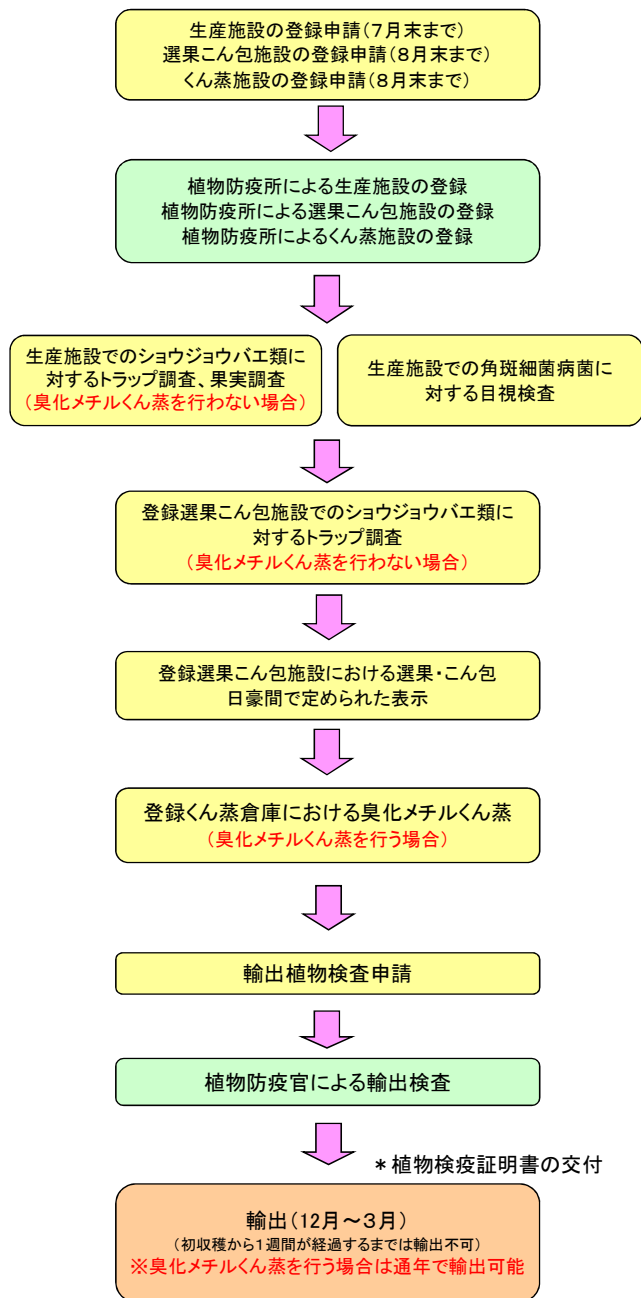 生産施設の登録申請(7月末まで)
選果こん包施設の登録申請(8月末まで)
くん蒸施設の登録申請(8月末まで)
植物防疫所による生産施設の登録
植物防疫所による選果こん包施設の登録
植物防疫所によるくん蒸施設の登録
生産施設でのショウジョウバエ類に
対するトラップ調査、果実調査
(臭化メチルくん蒸を行わない場合)
生産施設での角斑細菌病菌に
対する目視検査
登録選果こん包施設でのショウジョウバエ類に
対するトラップ調査
(臭化メチルくん蒸を行わない場合)
登録選果こん包施設における選果・こん包
日豪間で定められた表示
登録くん蒸倉庫における臭化メチルくん蒸
(臭化メチルくん蒸を行う場合)
輸出植物検査申請
植物防疫官による輸出検査
*植物検疫証明書の交付
輸出(12月~3月)
(初収穫から1週間が経過するまでは輸出不可)
※臭化メチルくん蒸を行う場合は通年で輸出可能